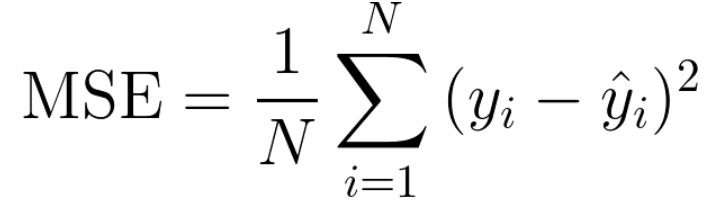 MSE = \frac{1}{N} \sum_{i=1}^{N} (y_i - \hat{y}_i)^2